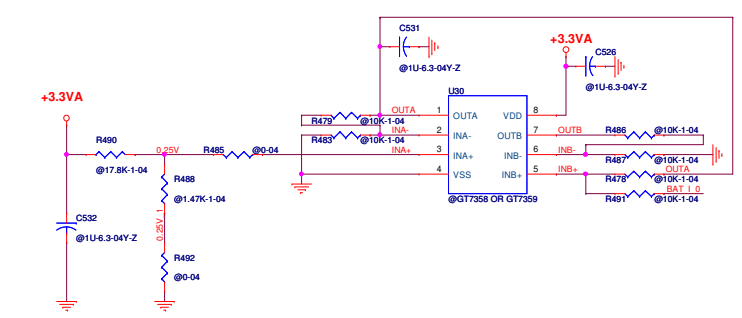 C531
@1U-6.3-04Y-Z
+3.3VA
C526
@1U-6.3-04Y-Z
+3.3VA
U30
R479
OUTA
@10K-1-04
1
OUTA
VDD
8
R483
INA-
@10K-1-04
2
INA-
OUTB
7
OUTB
R486
@10K-1-04
R490
0.25V
R485
@0-04
INA+
3
INA+
INB-
6
INB-
R487
@10K-1-04
@17.8K-1-04
4
VSS
INB+
5
INB+
R478
OUTA
@10K-1-04
R488
@1.47K-1-04
@GT7358 OR GT7359
R491
BAT_I_0
@10K-1-04
C532
@1U-6.3-04Y-Z
0.25V_1
R492
@0-04